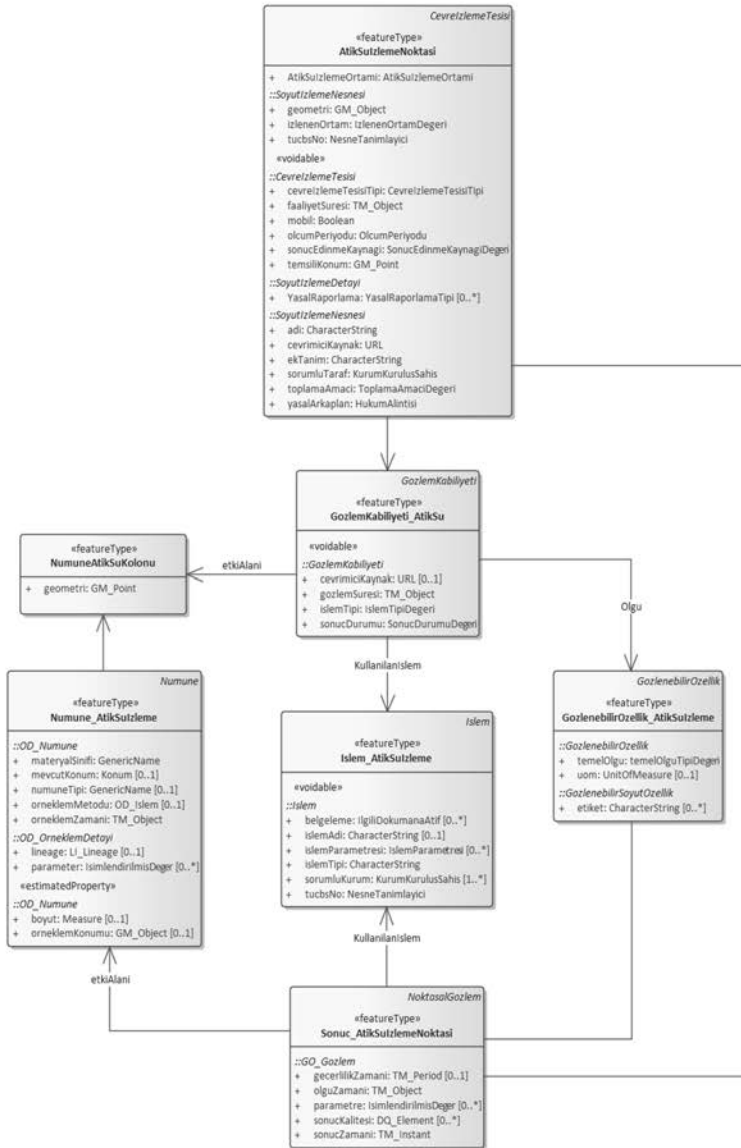 CevreIzlemeTesisi
«featureType»
AtikSuIzlemeNoktasi
+ AtikSuIzlemeOrtami: AtikSuIzlemeOrtami
::SoyutIzlemeNesnesi
+ geometri: GM_Object
+ izlenenOrtam: IzlenenOrtamDegeri
+ tucbsNo: NesneTanimlayici
«voidable»
::CevreIzlemeTesisi
+ cevreIzlemeTesisiTipi: CevreIzlemeTesisiTipi
+ faaliyetSuresi: TM_Object
+ mobil: Boolean
+ olcumPeriyodu: OlcumPeriyodu
+ sonucEdinmeKaynagi: SonucEdinmeKaynagiDegeri
+ temsiliKonum: GM_Point
::SoyutIzlemeDetayi
+ YasalRaporlama: YasalRaporlamaTipi [0..*]
::SoyutIzlemeNesnesi
+ adi: CharacterString
+ cevrimiciKaynak: URL
+ ekTanim: CharacterString
+ sorumluTaraf: KurumKurulusSahis
+ toplamaAmaci: ToplamaAmaciDegeri
+ yasalArkaplan: HukumAlintisi
GozlemKabiliyeti
«featureType»
GozlemKabiliyeti_AtikSu
«voidable»
::GozlemKabiliyeti
+ cevrimiciKaynak: URL [0..1]
+ gozlemSuresi: TM_Object
+ islemTipi: IslemTipiDegeri
+ sonucDurumu: SonucDurumuDegeri
«featureType»
NumuneAtikSuKolonu
+ geometri: GM_Point
etkiAlani
Olgu
KullanilanIslem
Numune
«featureType»
Numune_AtikSuIzleme
::OD_Numune
+ materyalSinifi: GenericName
+ mevcutKonum: Konum [0..1]
+ numuneTipi: GenericName [0..1]
+ orneklemMetodu: OD_Islem [0..1]
+ orneklemZamani: TM_Object
::OD_OrneklemDetayi
+ lineage: LI_Lineage [0..1]
+ parameter: IsimlendirilmisDeger [0..*]
«estimatedProperty»
::OD_Numune
+ boyut: Measure [0..1]
+ orneklemKonumu: GM_Object [0..1]
Islem
«featureType»
Islem_AtikSuIzleme
«voidable»
::Islem
+ belgeleme: IlgiliDokumanaAtif [0..*]
+ islemAdi: CharacterString [0..1]
+ islemParametresi: IslemParametresi [0..*]
+ islemTipi: CharacterString
+ sorumluKurum: KurumKurulusSahis [1..*]
+ tucbsNo: NesneTanimlayici
GozlenebilirOzellik
«featureType»
GozlenebilirOzellik_AtikSuIzleme
::GozlenebilirOzellik
+ temelOlgu: temelOlguTipiDegeri
+ uom: UnitOfMeasure [0..1]
::GozlenebilirSoyutOzellik
+ etiket: CharacterString [0..*]
KullanilanIslem
etkiAlani
NoktasalGozlem
«featureType»
Sonuc_AtikSuIzlemeNoktasi
::GO_Gozlem
+ gecerlilikZamani: TM_Period [0..1]
+ olguZamani: TM_Object
+ parametre: IsimlendirilmisDeger [0..*]
+ sonucKalitesi: DQ_Element [0..*]
+ sonucZamani: TM_Instant